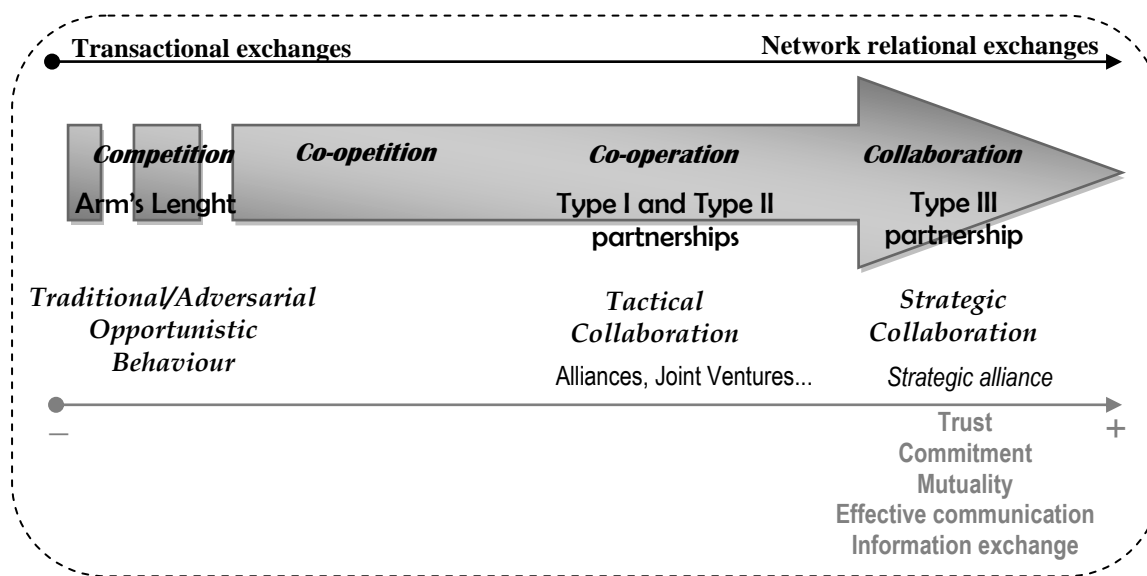 Transactional exchanges
Network relational exchanges
Competition
Co-opetition
Co-operation
Collaboration
Arm's Lenght
Type I and Type II
partnerships
Type III
partnership
Traditional/Adversarial
Opportunistic
Behaviour
Tactical
Collaboration
Strategic
Collaboration
Alliances, Joint Ventures...
Strategic alliance
–
+
Trust
Commitment
Mutuality
Effective communication
Information exchange